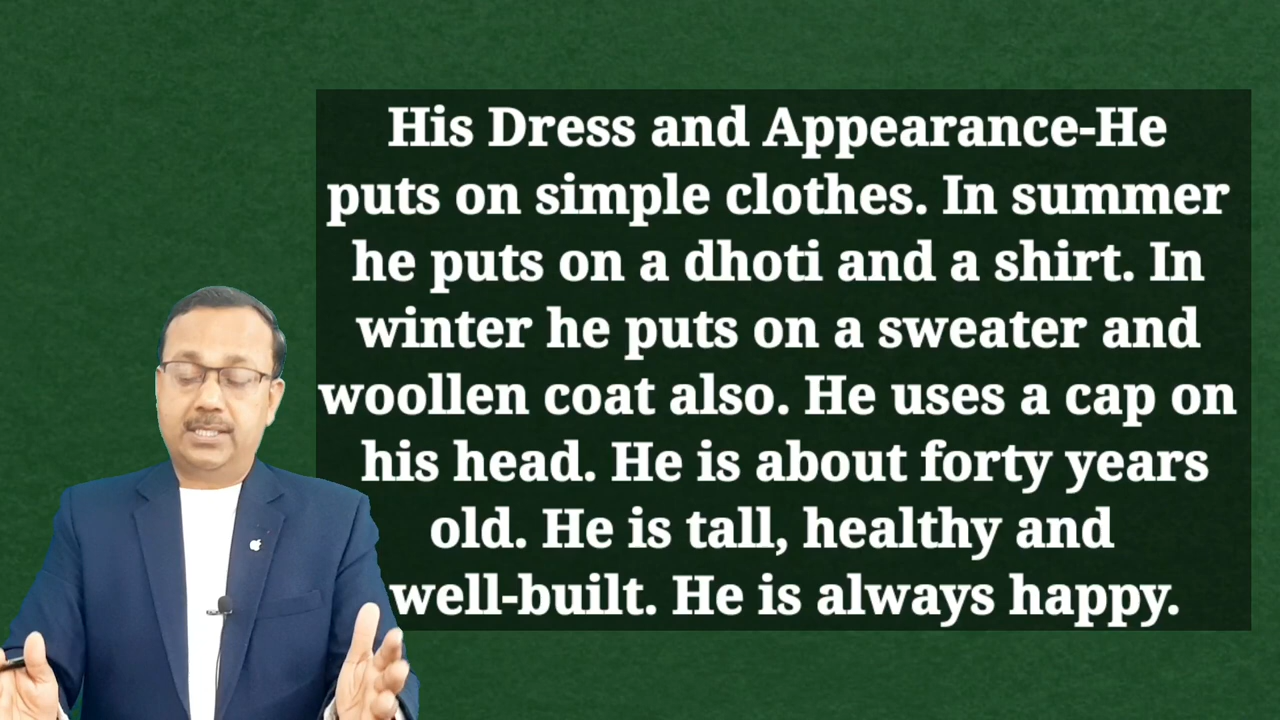 His Dress and Appearance-He
puts on simple clothes. In summer
he puts on a dhoti and a shirt. In
winter he puts on a sweater and
woollen coat also. He uses a cap on
his head. He is about forty years
old. He is tall, healthy and
well-built. He is always happy.